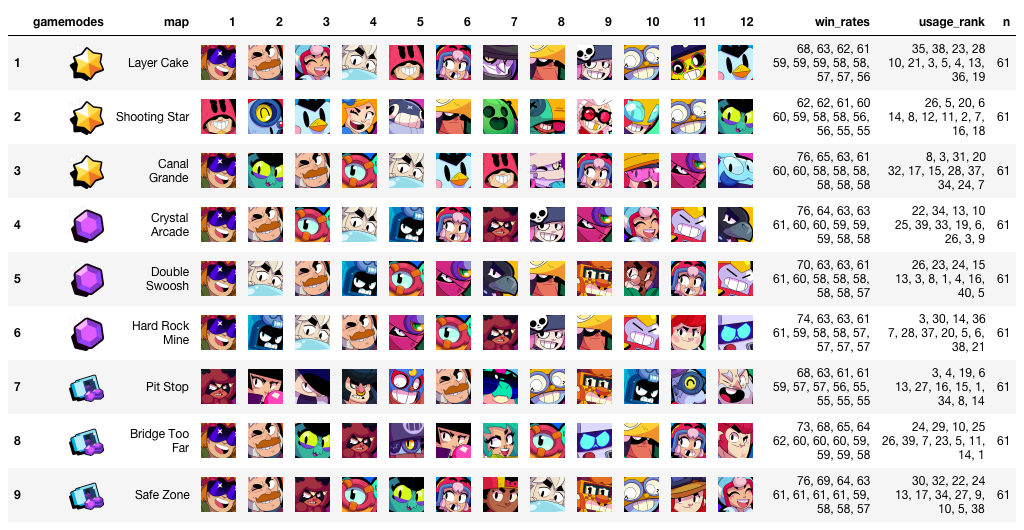 gamemodes map 1 2 3 4 5 6 7 8 9 10 11 12 win_rates usage_rank n
1 Layer Cake 68, 63, 62, 61 35, 38, 23, 28 61
59, 59, 59, 58, 58, 10, 21, 3, 5, 4, 13,
57, 57, 56 36, 19
2 Shooting Star 62, 62, 61, 60 26, 5, 20, 6 61
60, 59, 58, 58, 56, 14, 8, 12, 11, 2, 7,
56, 55, 55 16, 18
3 Canal Grande 76, 65, 63, 61 8, 3, 31, 20 61
60, 60, 58, 58, 58, 32, 17, 15, 28, 37,
58, 58, 58 34, 24, 7
4 Crystal Arcade 76, 64, 63, 63 22, 34, 13, 10 61
61, 60, 60, 59, 59, 25, 39, 33, 19, 6,
59, 58, 58 26, 3, 9
5 Double Swoosh 70, 63, 63, 61 26, 23, 24, 15 61
61, 60, 58, 58, 58, 13, 3, 8, 1, 4, 16,
58, 58, 57 40, 5
6 Hard Rock Mine 74, 63, 63, 61 3, 30, 14, 36 61
61, 59, 58, 58, 57, 7, 28, 37, 20, 5, 6,
57, 57, 57 38, 21
7 Pit Stop 68, 63, 61, 61 3, 4, 19, 6 61
59, 57, 57, 56, 55, 13, 27, 16, 15, 1,
55, 55, 55 34, 8, 14
8 Bridge Too Far 73, 68, 65, 64 24, 29, 10, 25 61
62, 60, 60, 60, 59, 26, 39, 7, 23, 5, 11,
59, 59, 58 14, 1
9 Safe Zone 76, 69, 64, 63 30, 32, 22, 24 61
61, 61, 61, 61, 59, 13, 17, 34, 27, 9,
58, 58, 57 10, 5, 38